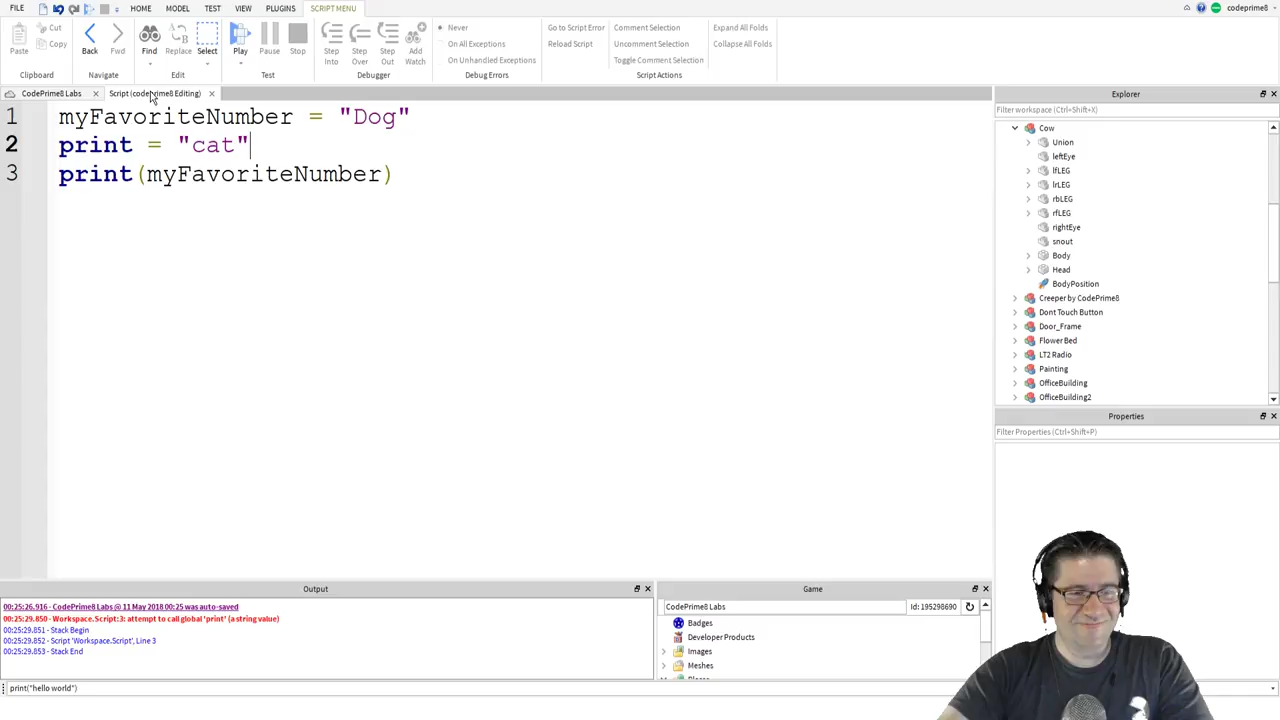 FILE HOME MODEL TEST VIEW PLUGINS SCRIPT MENU codeprime8
Paste Cut Copy Back Fwd Find Replace Select Play Pause Stop Step Into Step Over Step Out Add Watch
Never
On All Exceptions
On Unhandled Exceptions
Go to Script Error
Reload Script
Comment Selection
Uncomment Selection
Toggle Comment Selection
Expand All Folds
Collapse All Folds
Clipboard Navigate Edit Test Debugger Debug Errors Script Actions
CodePrime8 Labs Script (codePrime8 Editing)
1 myFavoriteNumber = "Dog"
2 print = "cat"
3 print(myFavoriteNumber)
Explorer
Filter workspace (Ctrl+Shift+X)
Cow
Union
leftEye
lfLEG
lrLEG
rbLEG
rfLEG
rightEye
snout
Body
Head
BodyPosition
Creeper by CodePrime8
Dont Touch Button
Door_Frame
Flower Bed
LT2 Radio
Painting
OfficeBuilding
OfficeBuilding2
Properties
Filter Properties (Ctrl+Shift+P)
Output
00:25:26.916 - CodePrime8 Labs @ 11 May 2018 00:25 was auto-saved
00:25:29.850 - Workspace.Script:3: attempt to call global 'print' (a string value)
00:25:29.851 - Stack Begin
00:25:29.852 - Script 'Workspace.Script', Line 3
00:25:29.853 - Stack End
Game
CodePrime8 Labs Id: 195298690
Badges
Developer Products
Images
Meshes
print("hello world")